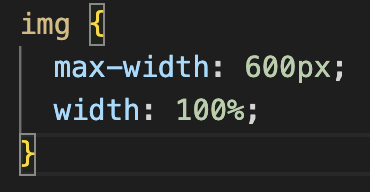 img {
  max-width: 600px;
  width: 100%;
}